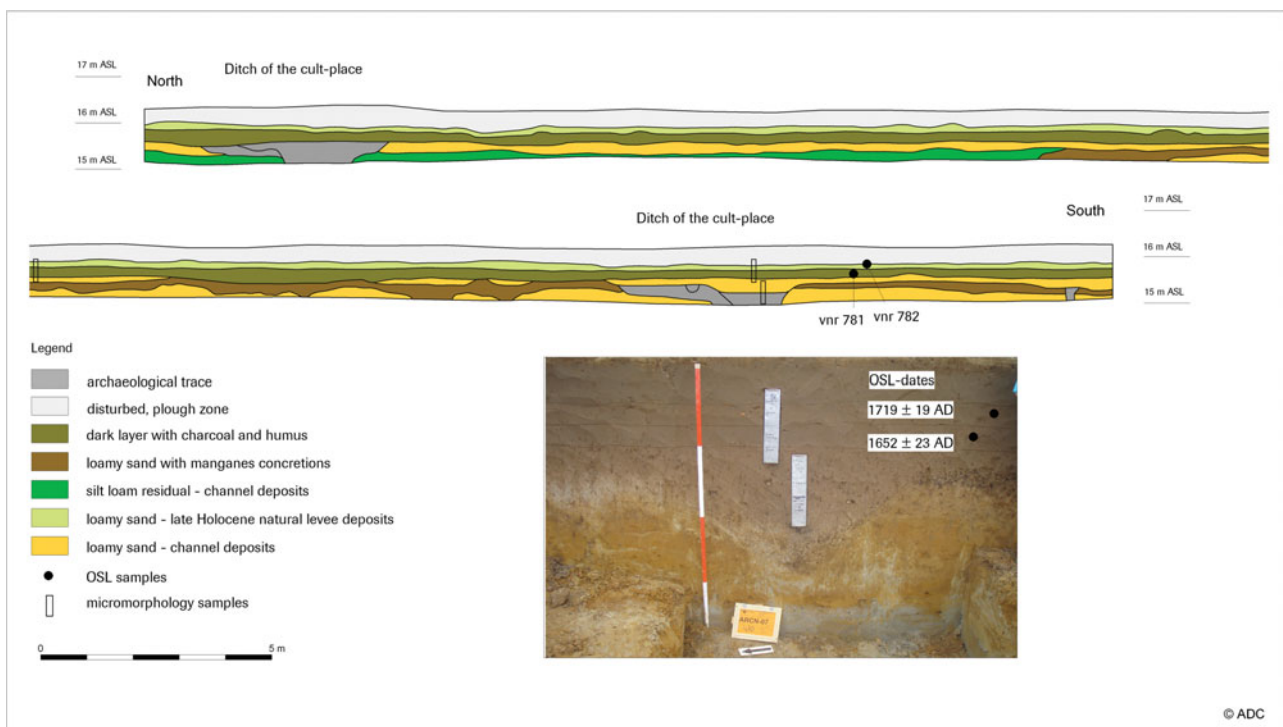 17 m ASL
North
Ditch of the cult-place
16 m ASL
15 m ASL
17 m ASL
Ditch of the cult-place
South
16 m ASL
15 m ASL
vnr 781
vnr 782
Legend
archaeological trace
disturbed, plough zone
dark layer with charcoal and humus
loamy sand with manganes concretions
silt loam residual - channel deposits
loamy sand - late Holocene natural levee deposits
loamy sand - channel deposits
OSL samples
micromorphology samples
0
5 m
OSL-dates
1719 ± 19 AD
1652 ± 23 AD
ARCN-07
© ADC